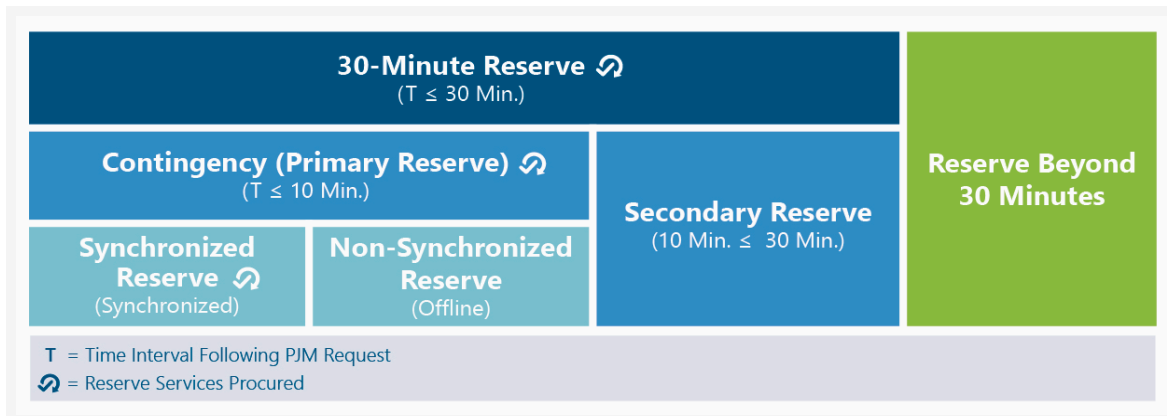 30-Minute Reserve
(T ≤ 30 Min.)
Contingency (Primary Reserve)
(T ≤ 10 Min.)
Synchronized
Reserve
(Synchronized)
Non-Synchronized
Reserve
(Offline)
Secondary Reserve
(10 Min. ≤ 30 Min.)
Reserve Beyond
30 Minutes
T = Time Interval Following PJM Request
= Reserve Services Procured